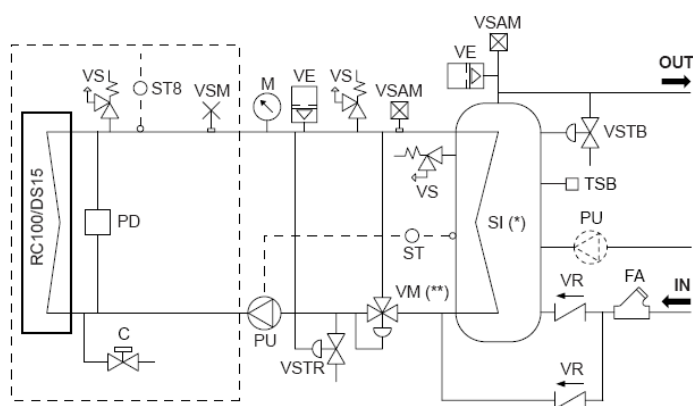 VSAM
VE
OUT
VS
ST8
VSM
M
VE
VS
VSAM
VSTB
VS
TSB
RC100/DS15
PD
SI (*)
PU
ST
VR
FA
IN
VM (**)
C
PU
VSTR
VR